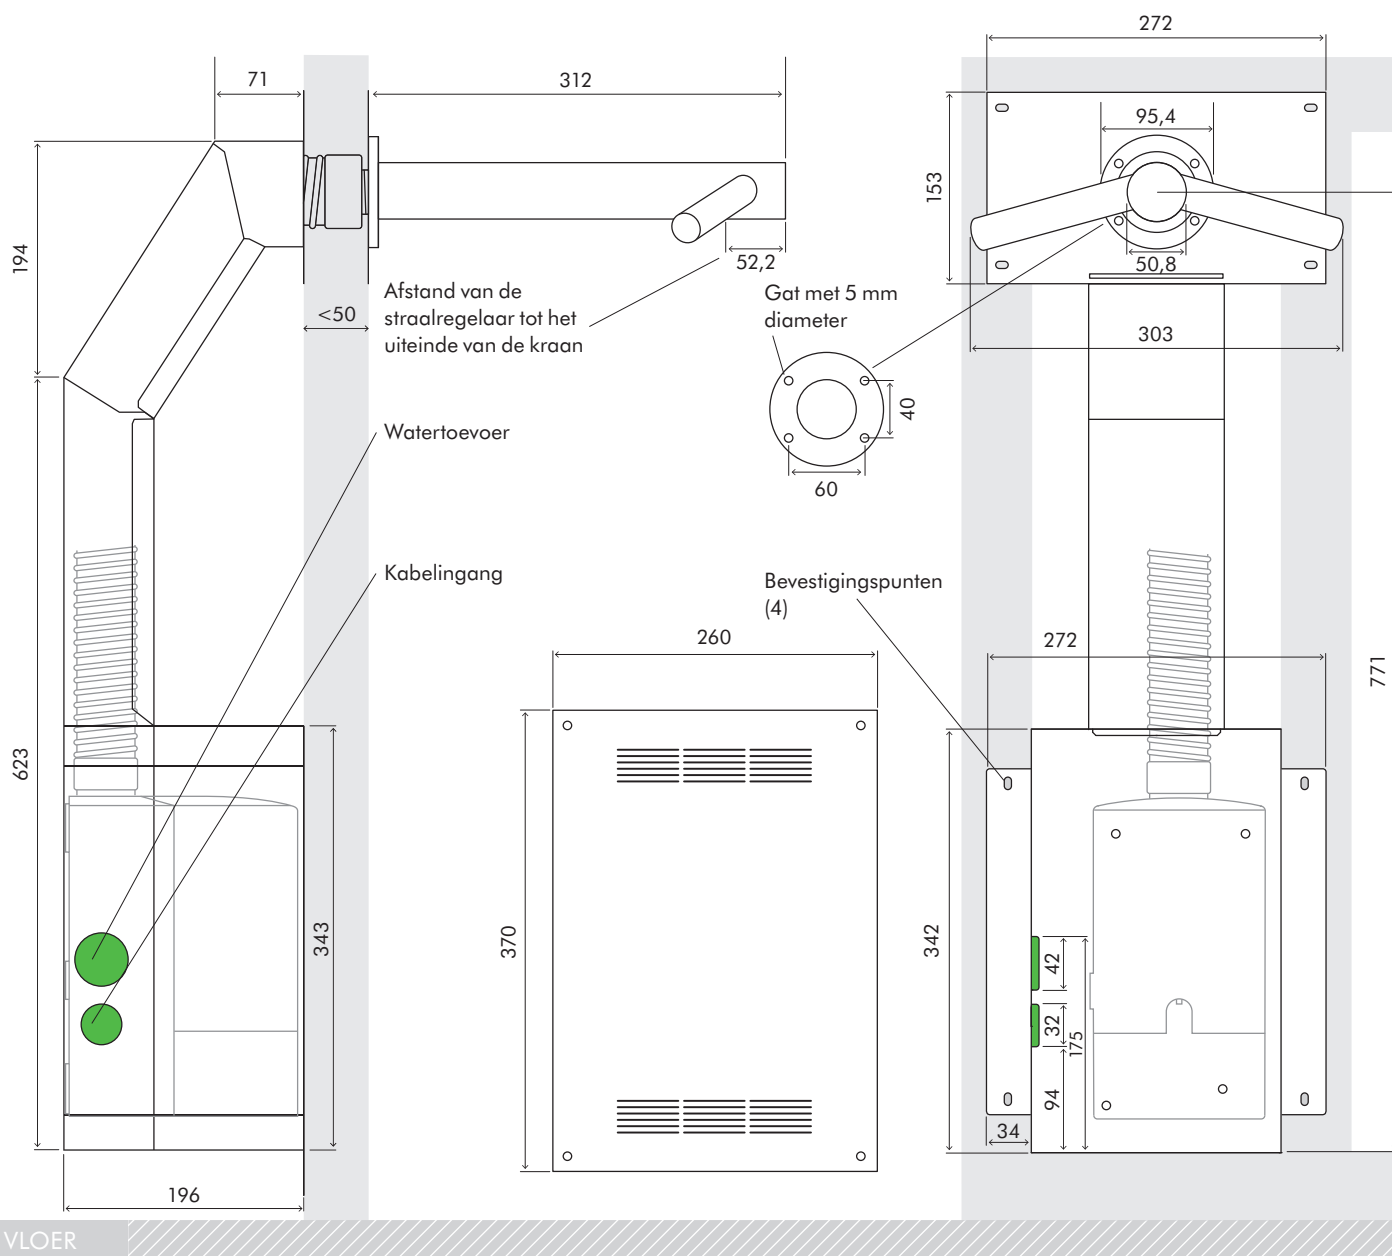 272
71
312
95,4
153
194
52,2
50,8
Afstand van de
straalregelaar tot het
uiteinde van de kraan
<50
Gat met 5 mm
diameter
303
40
60
Watertoevoer
Kabelingang
Bevestigingspunten
(4)
260
272
771
623
343
370
342
42
32
175
94
34
196
VLOER